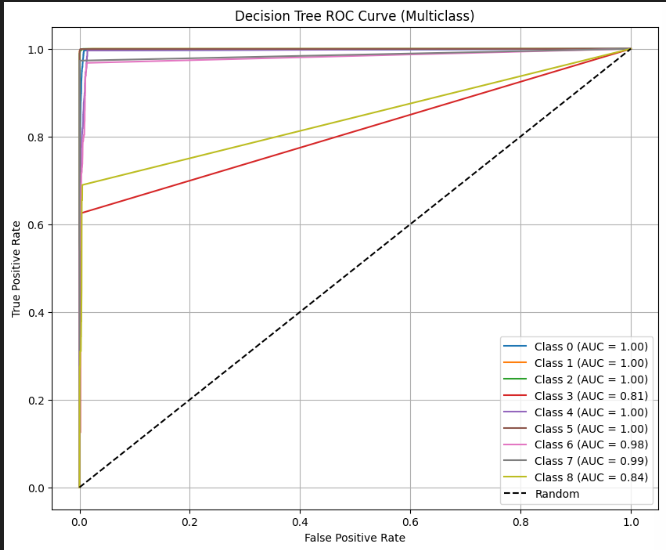 Decision Tree ROC Curve (Multiclass)
True Positive Rate
1.0
0.8
0.6
0.4
0.2
0.0
Class 0 (AUC = 1.00)
Class 1 (AUC = 1.00)
Class 2 (AUC = 1.00)
Class 3 (AUC = 0.81)
Class 4 (AUC = 1.00)
Class 5 (AUC = 1.00)
Class 6 (AUC = 0.98)
Class 7 (AUC = 0.99)
Class 8 (AUC = 0.84)
Random
0.0 0.2 0.4 0.6 0.8 1.0
False Positive Rate